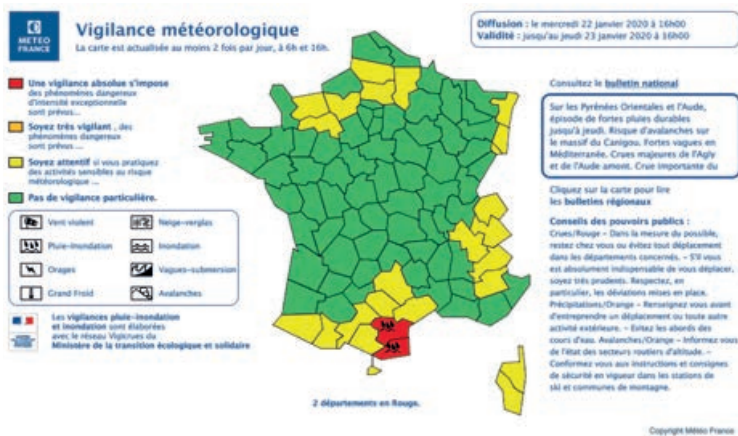 METEO
FRANCE
Vigilance météorologique
La carte est actualisée au moins 2 fois par jour, à 6h et 16h.
Diffusion : le mercredi 22 janvier 2020 à 16h00
Validité : jusqu'au jeudi 23 janvier 2020 à 16h00
Une vigilance absolue s'impose
des phénomènes dangereux
d'intensité exceptionnelle
sont prévus...
Soyez très vigilant , des
phénomènes dangereux
sont prévus ...
Soyez attentif si vous pratiquez
des activités sensibles au risque
météorologique ...
Pas de vigilance particulière.
Vent violent
Neige-verglas
Pluie-Inondation
Inondation
Orages
Vagues-submersion
Grand Froid
Avalanches
Les vigilances pluie-inondation
et inondation sont élaborées
avec le réseau Vigicrues du
Ministère de la transition écologique et solidaire
2 départements en Rouge.
Consultez le bulletin national
Sur les Pyrénées Orientales et l'Aude,
épisode de fortes pluies durables
jusqu'à jeudi. Risque d'avalanches sur
le massif du Canigou. Fortes vagues en
Méditerranée. Crues majeures de l'Agly
et de l'Aude amont. Crue importante du
Cliquez sur la carte pour lire
les bulletins régionaux
Conseils des pouvoirs publics :
Crues/Rouge – Dans la mesure du possible,
restez chez vous ou évitez tout déplacement
dans les départements concernés. – S'il vous
est absolument indispensable de vous déplacer,
soyez très prudents. Respectez, en
particulier, les déviations mises en place.
Précipitations/Orange – Renseignez vous avant
d'entreprendre un déplacement ou toute autre
activité extérieure. – Evitez les abords des
cours d'eau. Avalanches/Orange – Informez vous
de l'état des secteurs routiers d'altitude. –
Conformez vous aux instructions et consignes
de sécurité en vigueur dans les stations de
ski et communes de montagne.
Copyright Météo France